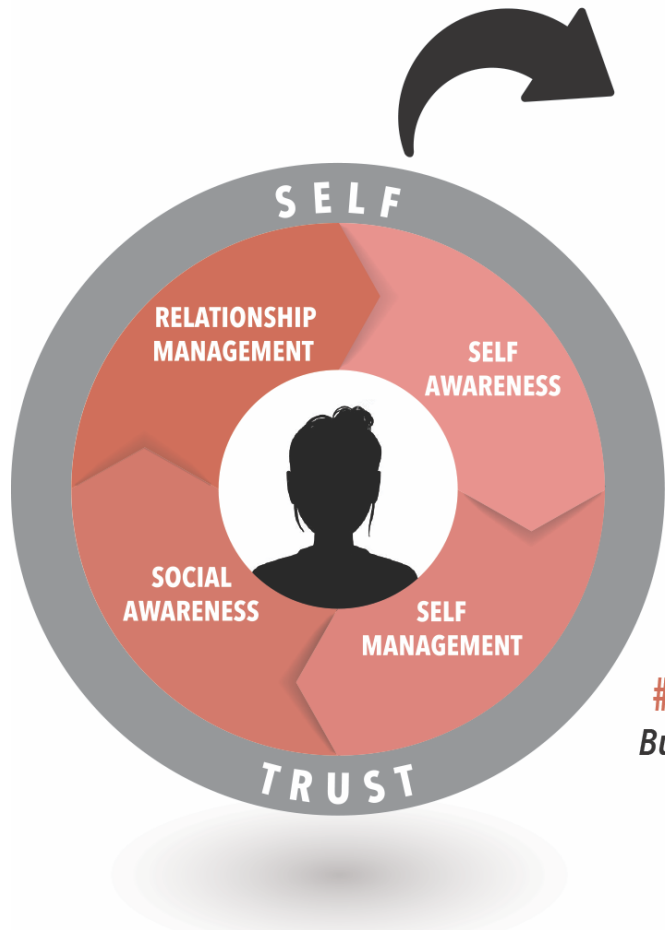 SELF
RELATIONSHIP
MANAGEMENT
SELF
AWARENESS
SOCIAL
AWARENESS
SELF
MANAGEMENT
#
TRUST